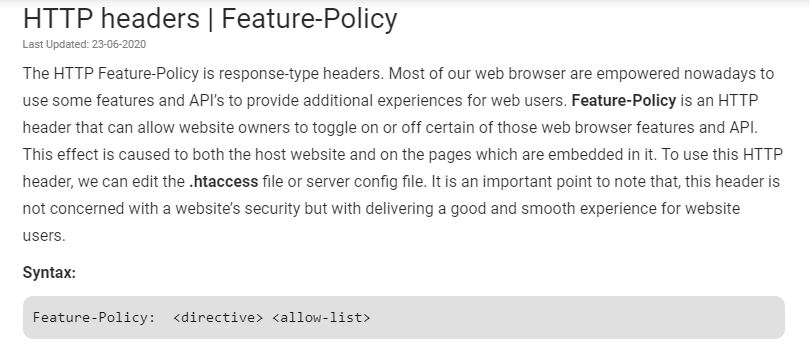 HTTP headers | Feature-Policy
Last Updated: 23-06-2020
The HTTP Feature-Policy is response-type headers. Most of our web browser are empowered nowadays to
use some features and API's to provide additional experiences for web users. Feature-Policy is an HTTP
header that can allow website owners to toggle on or off certain of those web browser features and API.
This effect is caused to both the host website and on the pages which are embedded in it. To use this HTTP
header, we can edit the .htaccess file or server config file. It is an important point to note that, this header is
not concerned with a website's security but with delivering a good and smooth experience for website
users.
Syntax:
Feature-Policy:  <directive> <allow-list>